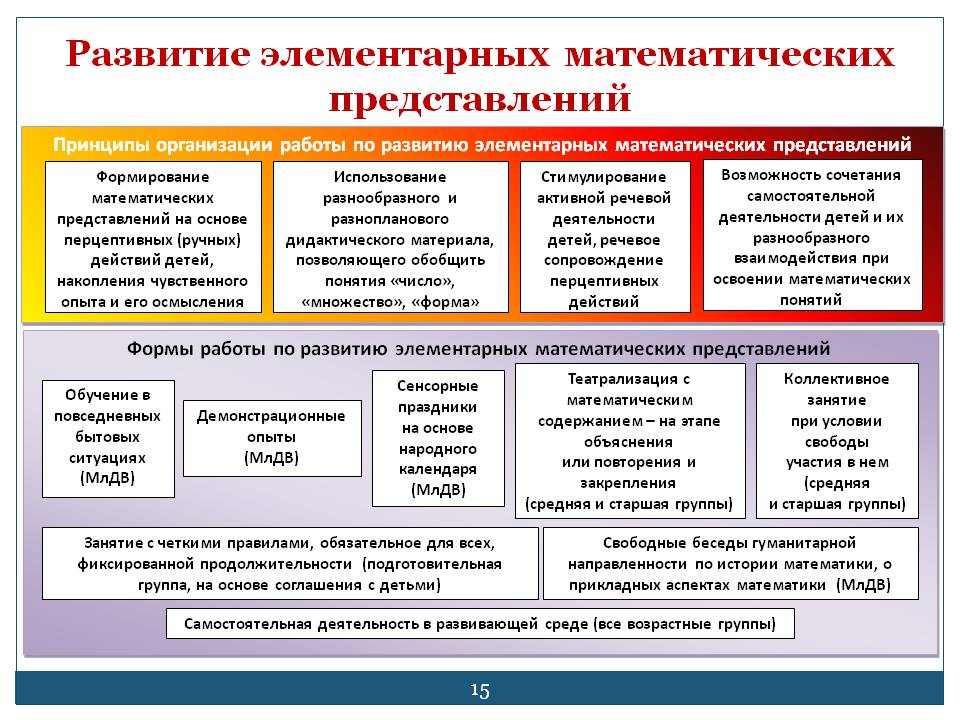 Развитие элементарных математических
представлений
Принципы организации работы по развитию элементарных математических представлений
Формирование
математических
представлений на основе
перцептивных (ручных)
действий детей,
накопления чувственного
опыта и его осмысления
Использование
разнообразного и
разнопланового
дидактического материала,
позволяющего обобщить
понятия «число»,
«множество», «форма»
Стимулирование
активной речевой
деятельности
детей, речевое
сопровождение
перцептивных
действий
Возможность сочетания
самостоятельной
деятельности детей и их
разнообразного
взаимодействия при
освоении математических
понятий
Формы работы по развитию элементарных математических представлений
Обучение в
повседневных
бытовых
ситуациях
(МлДВ)
Демонстрационные
опыты
(МлДВ)
Сенсорные
праздники
на основе
народного
календаря
(МлДВ)
Театрализация с
математическим
содержанием – на этапе
объяснения
или повторения и
закрепления
(средняя и старшая группы)
Коллективное
занятие
при условии
свободы
участия в нем
(средняя
и старшая группы)
Занятие с четкими правилами, обязательное для всех,
фиксированной продолжительности (подготовительная
группа, на основе соглашения с детьми)
Свободные беседы гуманитарной
направленности по истории математики, о
прикладных аспектах математики (МлДВ)
Самостоятельная деятельность в развивающей среде (все возрастные группы)
15